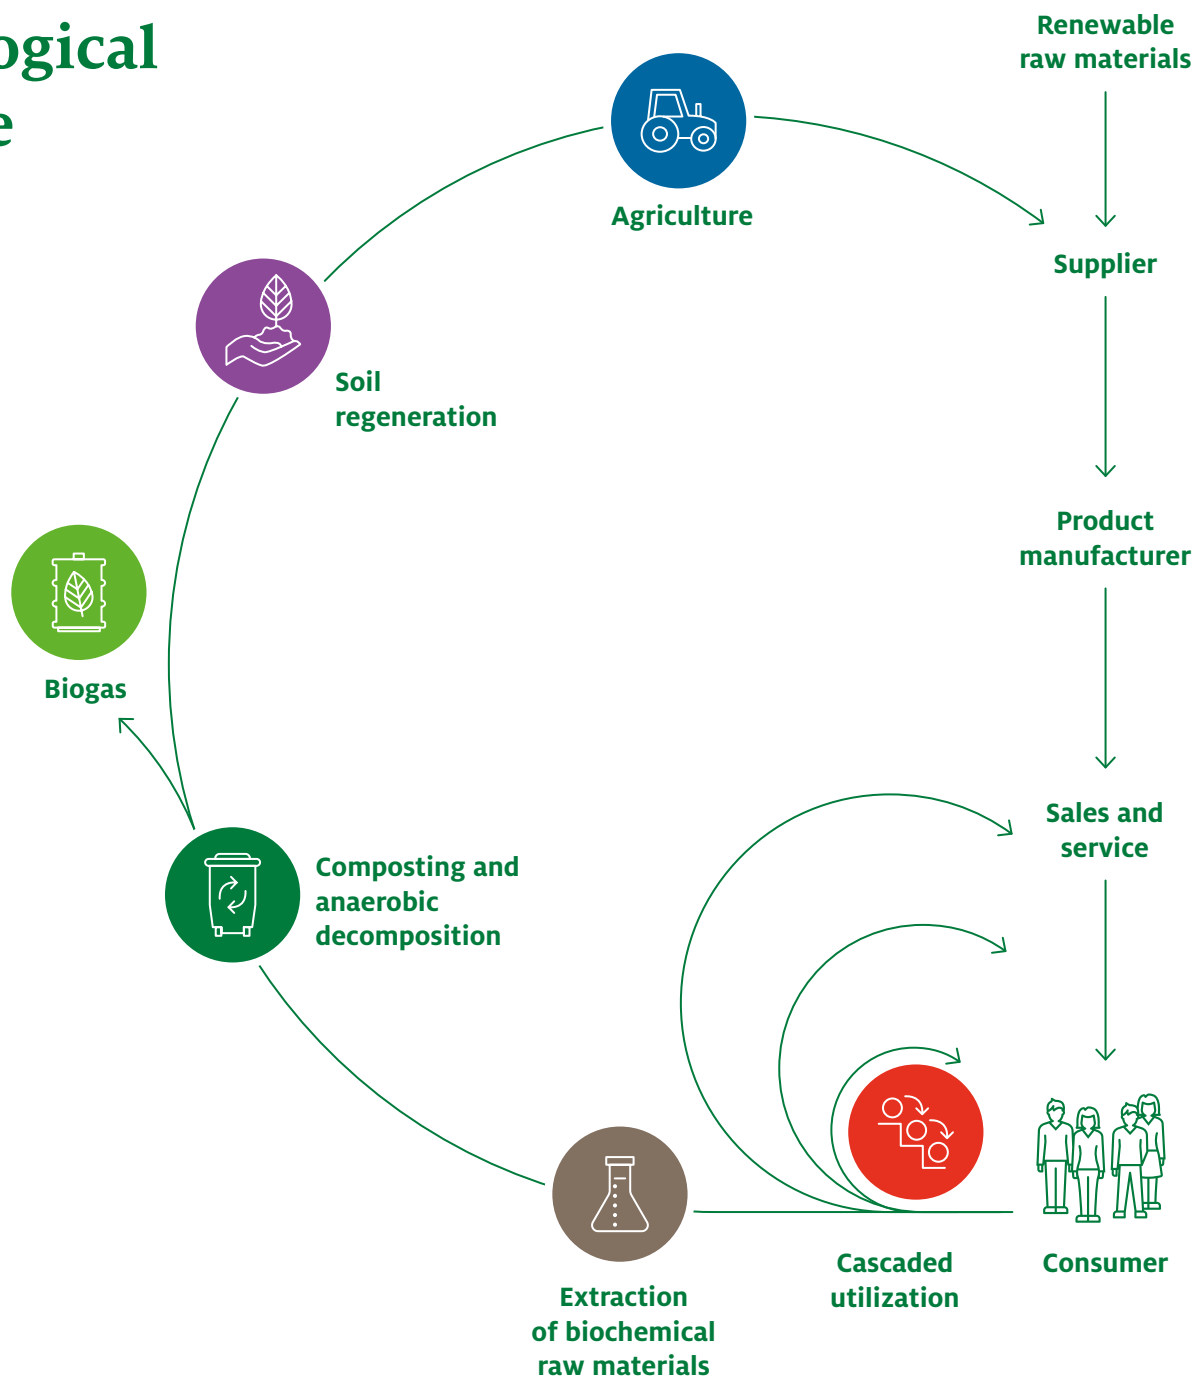 ogical
e
Renewable
raw materials
Agriculture
Supplier
Soil
regeneration
Product
manufacturer
Biogas
Sales and
service
Composting and
anaerobic
decomposition
Cascaded
utilization
Consumer
Extraction
of biochemical
raw materials